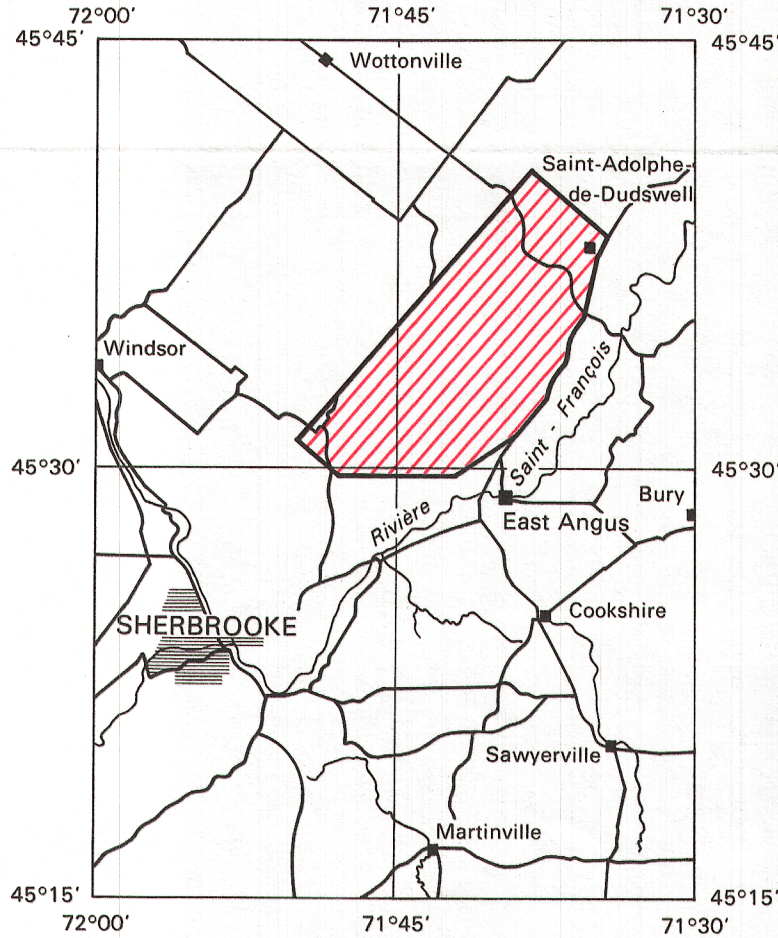 72°00′ 71°45′ 71°30′
45°45′ 45°45′
Wottonville
Saint-Adolphe-
de-Dudswell
Windsor
Saint - François
45°30′ 45°30′
Bury
Rivière
East Angus
Cookshire
SHERBROOKE
Sawyerville
Martinville
45°15′ 45°15′
72°00′ 71°45′ 71°30′